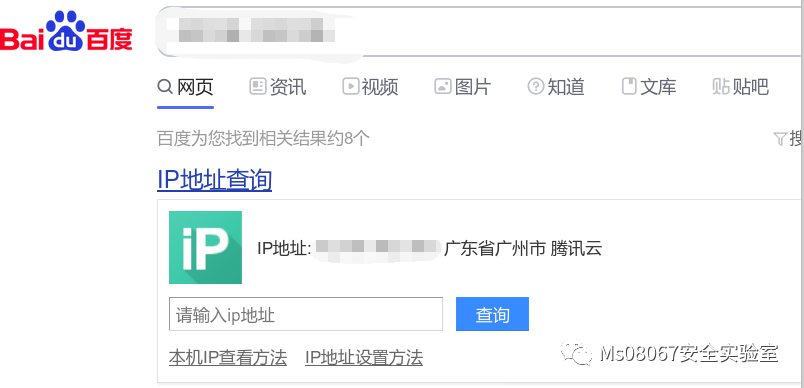 Bai du 百度
网页 资讯 视频 图片 知道 文库 贴吧
百度为您找到相关结果约8个
IP地址查询
iP
IP地址: 广东省广州市 腾讯云
请输入ip地址 查询
本机IP查看方法 IP地址设置方法
Ms08067安全实验室